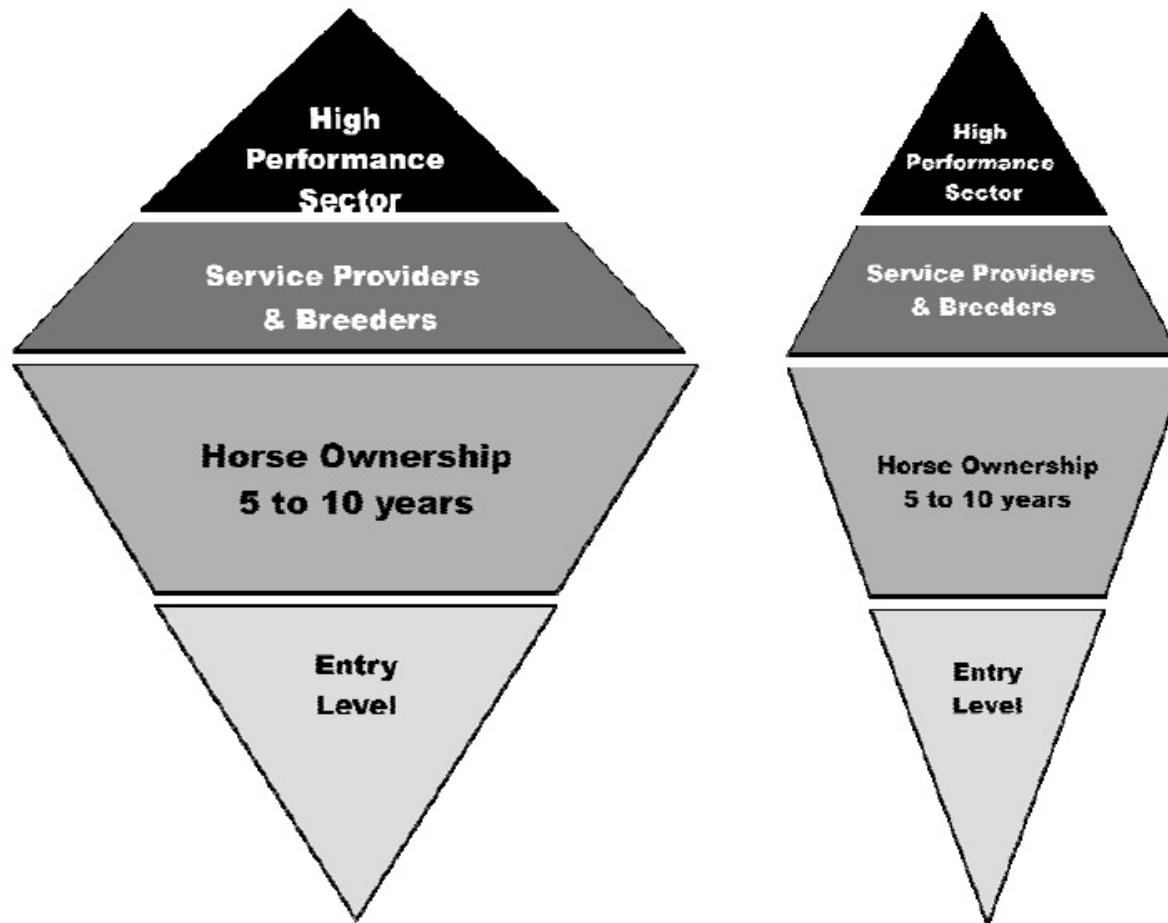 High
Performance
Sector
Service Providers
& Breeders
Horse Ownership
5 to 10 years
Entry
Level
High
Performance
Sector
Service Providers
& Breeders
Horse Ownership
5 to 10 years
Entry
Level